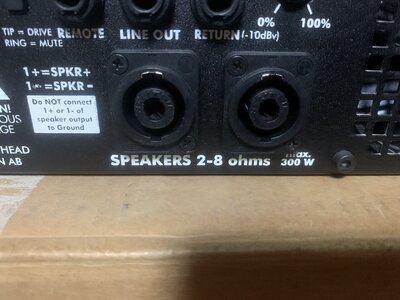 0% 100%
TIP = DRIVE REMOTE LINE OUT RETURN (-10dBv)
RING = MUTE
1+=SPKR+
1-=SPKR-
Do NOT connect
1+ or 1- of
speaker output
to Ground
SPEAKERS 2-8 ohms max.
300 W